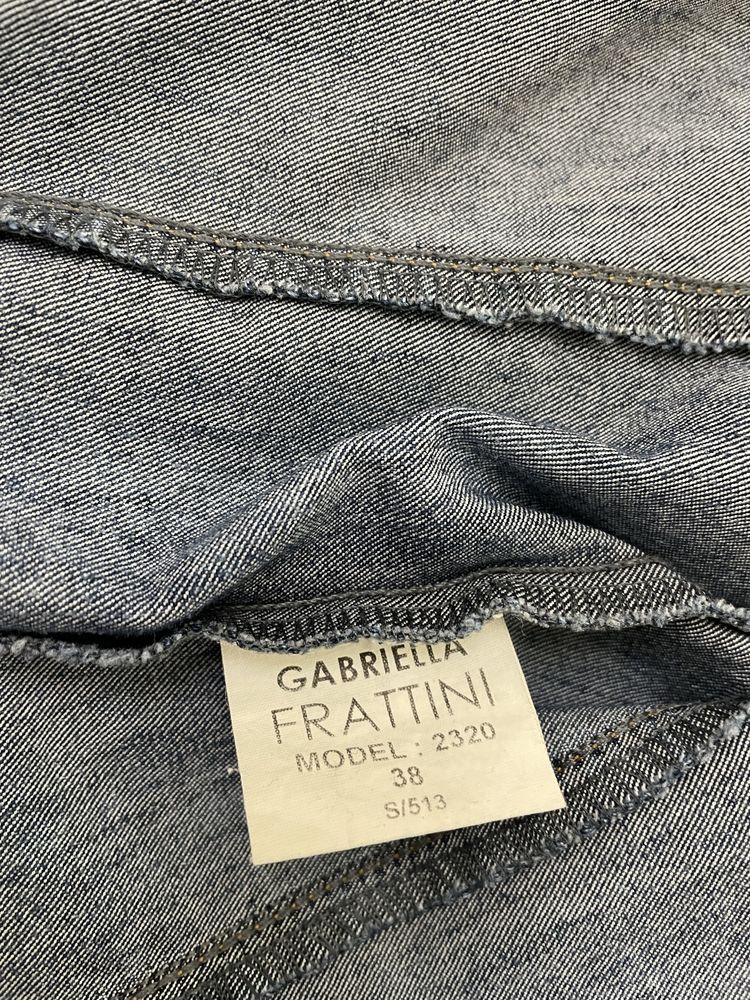 GABRIELLA
FRATTINI
MODEL : 2320
38
S/513